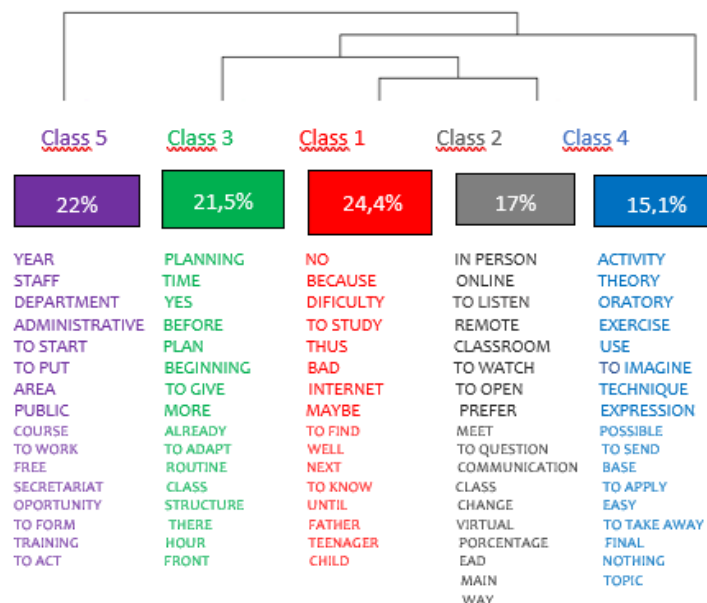 Class 5 Class 3 Class 1 Class 2 Class 4
22% 21,5% 24,4% 17% 15,1%
YEAR PLANNING NO IN PERSON ACTIVITY
STAFF TIME BECAUSE ONLINE THEORY
DEPARTMENT YES DIFICULTY TO LISTEN ORATORY
ADMINISTRATIVE BEFORE TO STUDY REMOTE EXERCISE
TO START PLAN THUS CLASSROOM USE
TO PUT BEGINNING BAD TO WATCH TO IMAGINE
AREA TO GIVE INTERNET TO OPEN TECHNIQUE
PUBLIC MORE MAYBE PREFER EXPRESSION
COURSE ALREADY TO FIND MEET POSSIBLE
TO WORK TO ADAPT WELL TO QUESTION TO SEND
FREE ROUTINE NEXT COMMUNICATION BASE
SECRETARIAT CLASS TO KNOW CLASS TO APPLY
OPORTUNITY STRUCTURE UNTIL CHANGE EASY
TO FORM THERE FATHER VIRTUAL TO TAKE AWAY
TRAINING HOUR TEENAGER PORCENTAGE FINAL
TO ACT FRONT CHILD EAD NOTHING
MAIN TOPIC
WAY